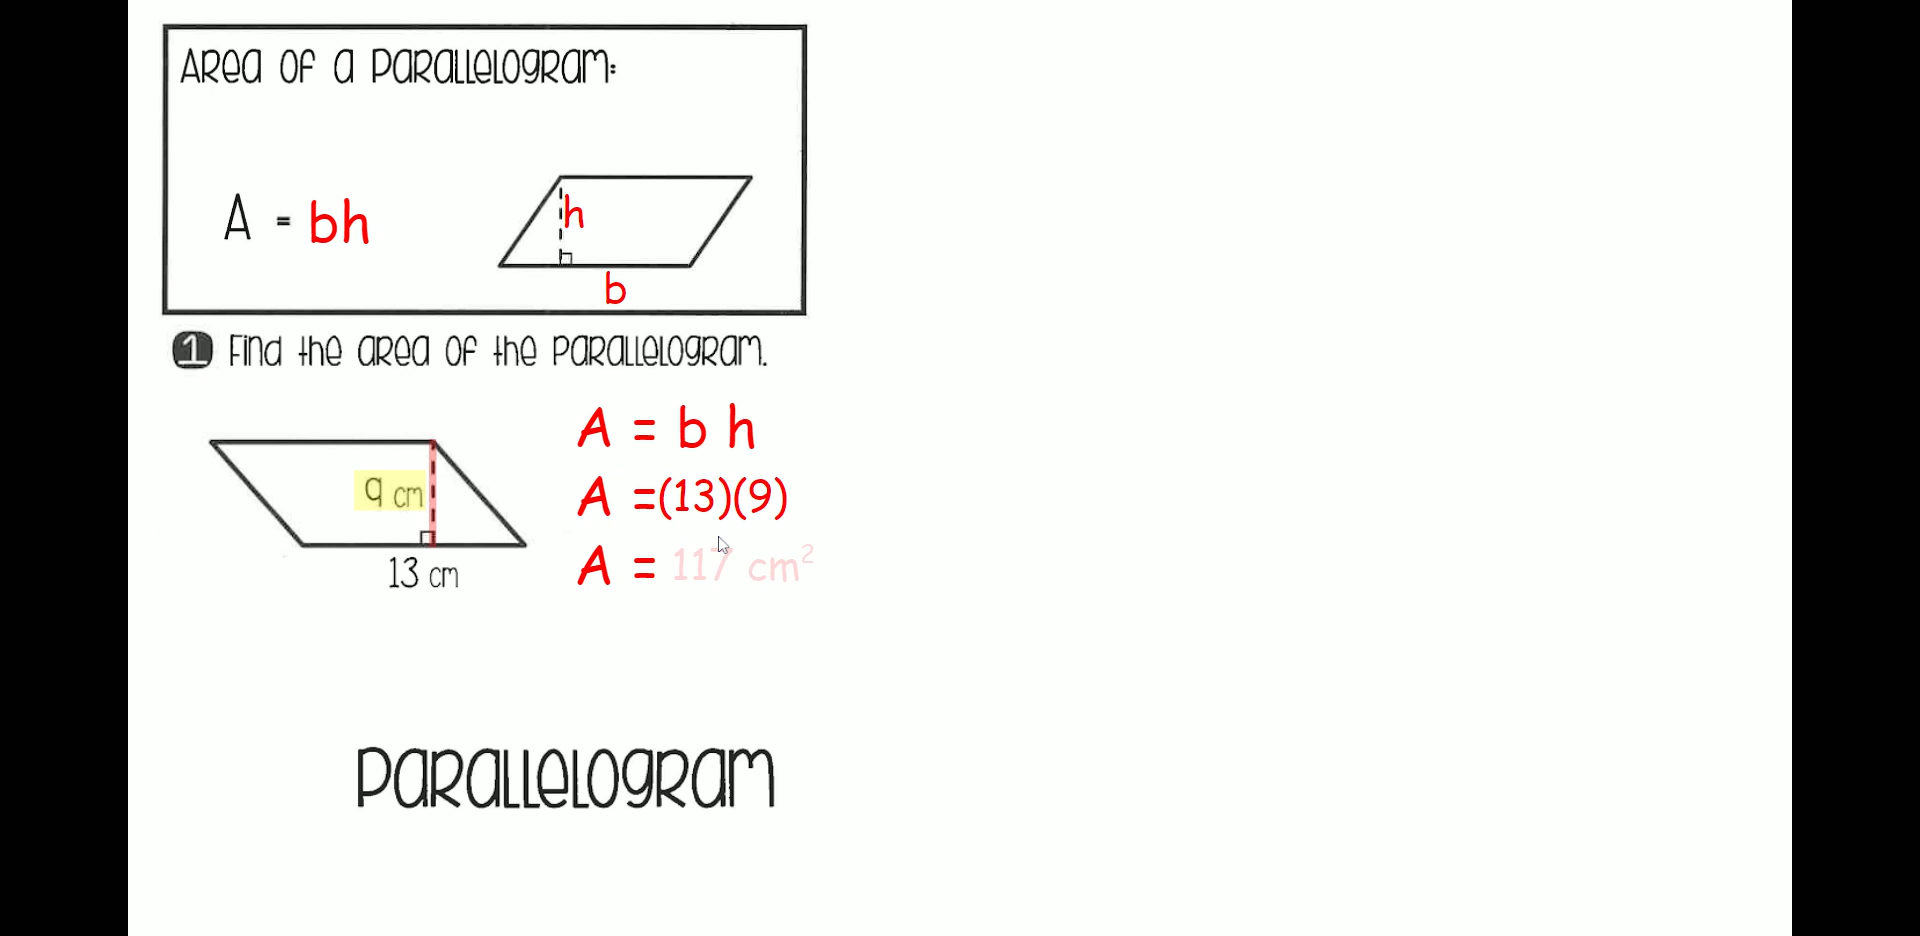 Area of a Parallelogram:
A = bh
h
b
1 Find the area of the parallelogram.
9 cm
13 cm
A = b h
A =(13)(9)
A = 117 cm²
Parallelogram